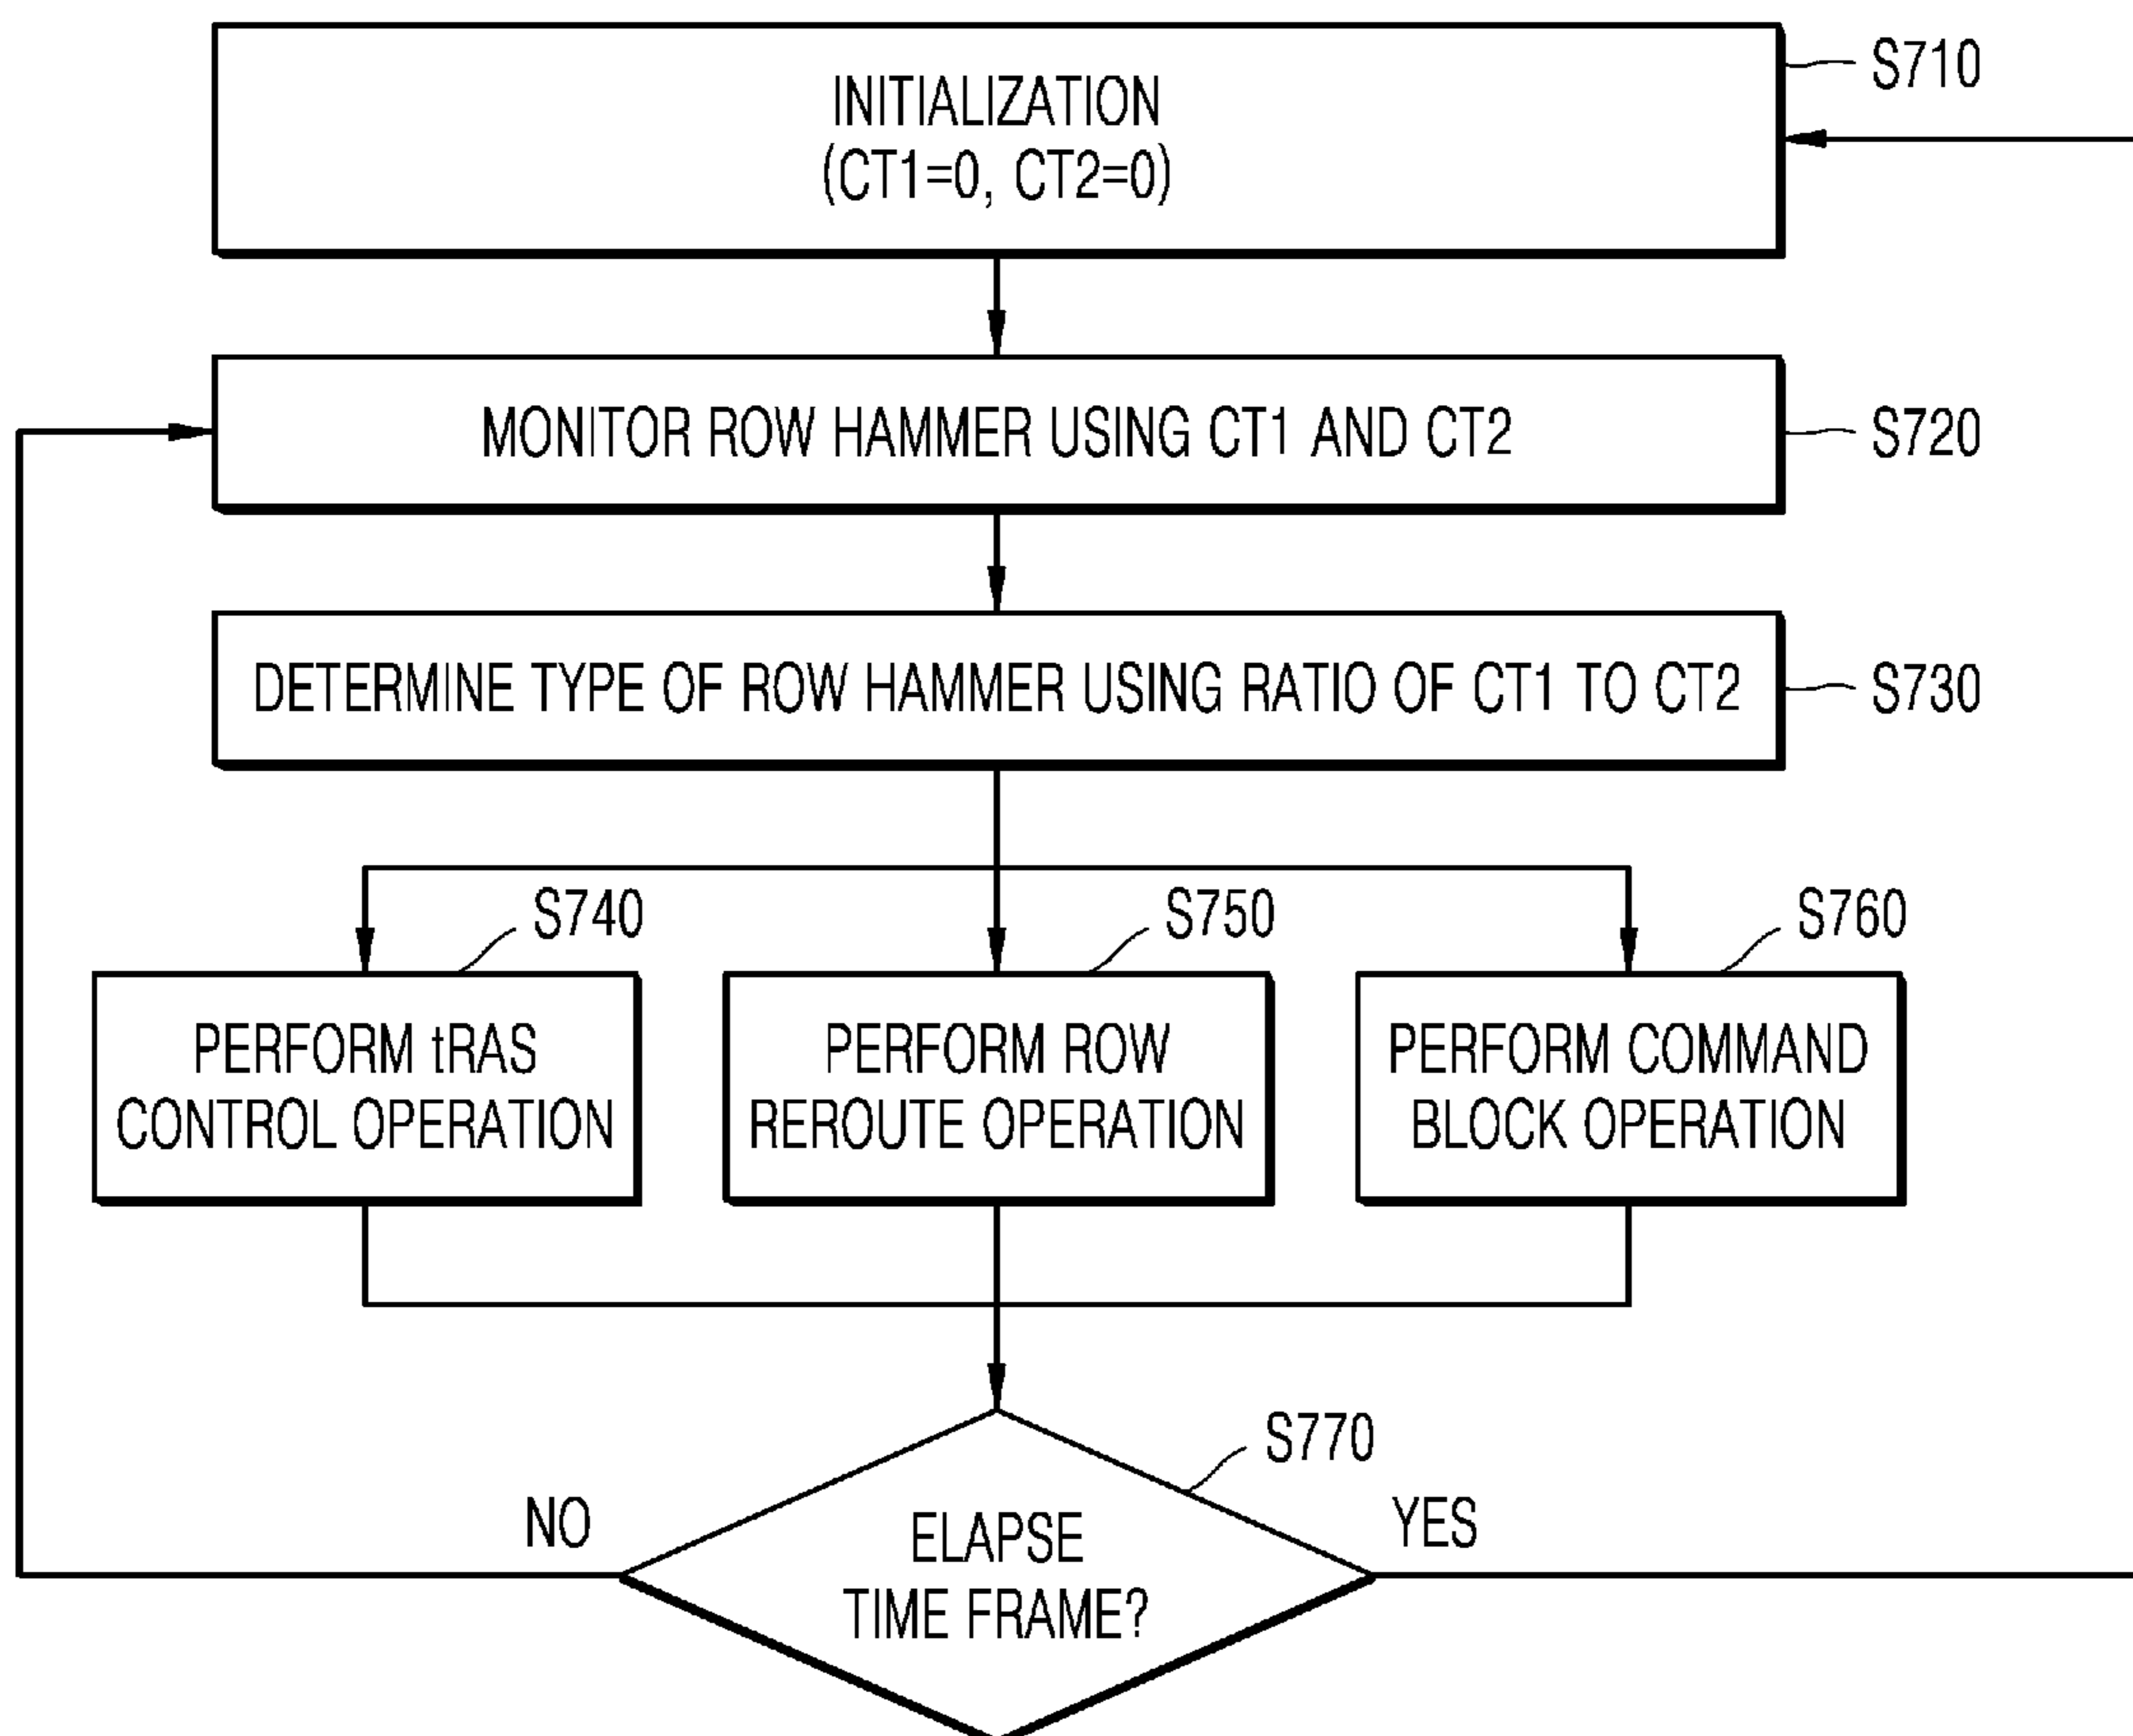 INITIALIZATION
(CT1=0, CT2=0)
S710
MONITOR ROW HAMMER USING CT1 AND CT2
S720
DETERMINE TYPE OF ROW HAMMER USING RATIO OF CT1 TO CT2
S730
S740
PERFORM tRAS
CONTROL OPERATION
S750
PERFORM ROW
REROUTE OPERATION
S760
PERFORM COMMAND
BLOCK OPERATION
S770
NO
ELAPSE
TIME FRAME?
YES